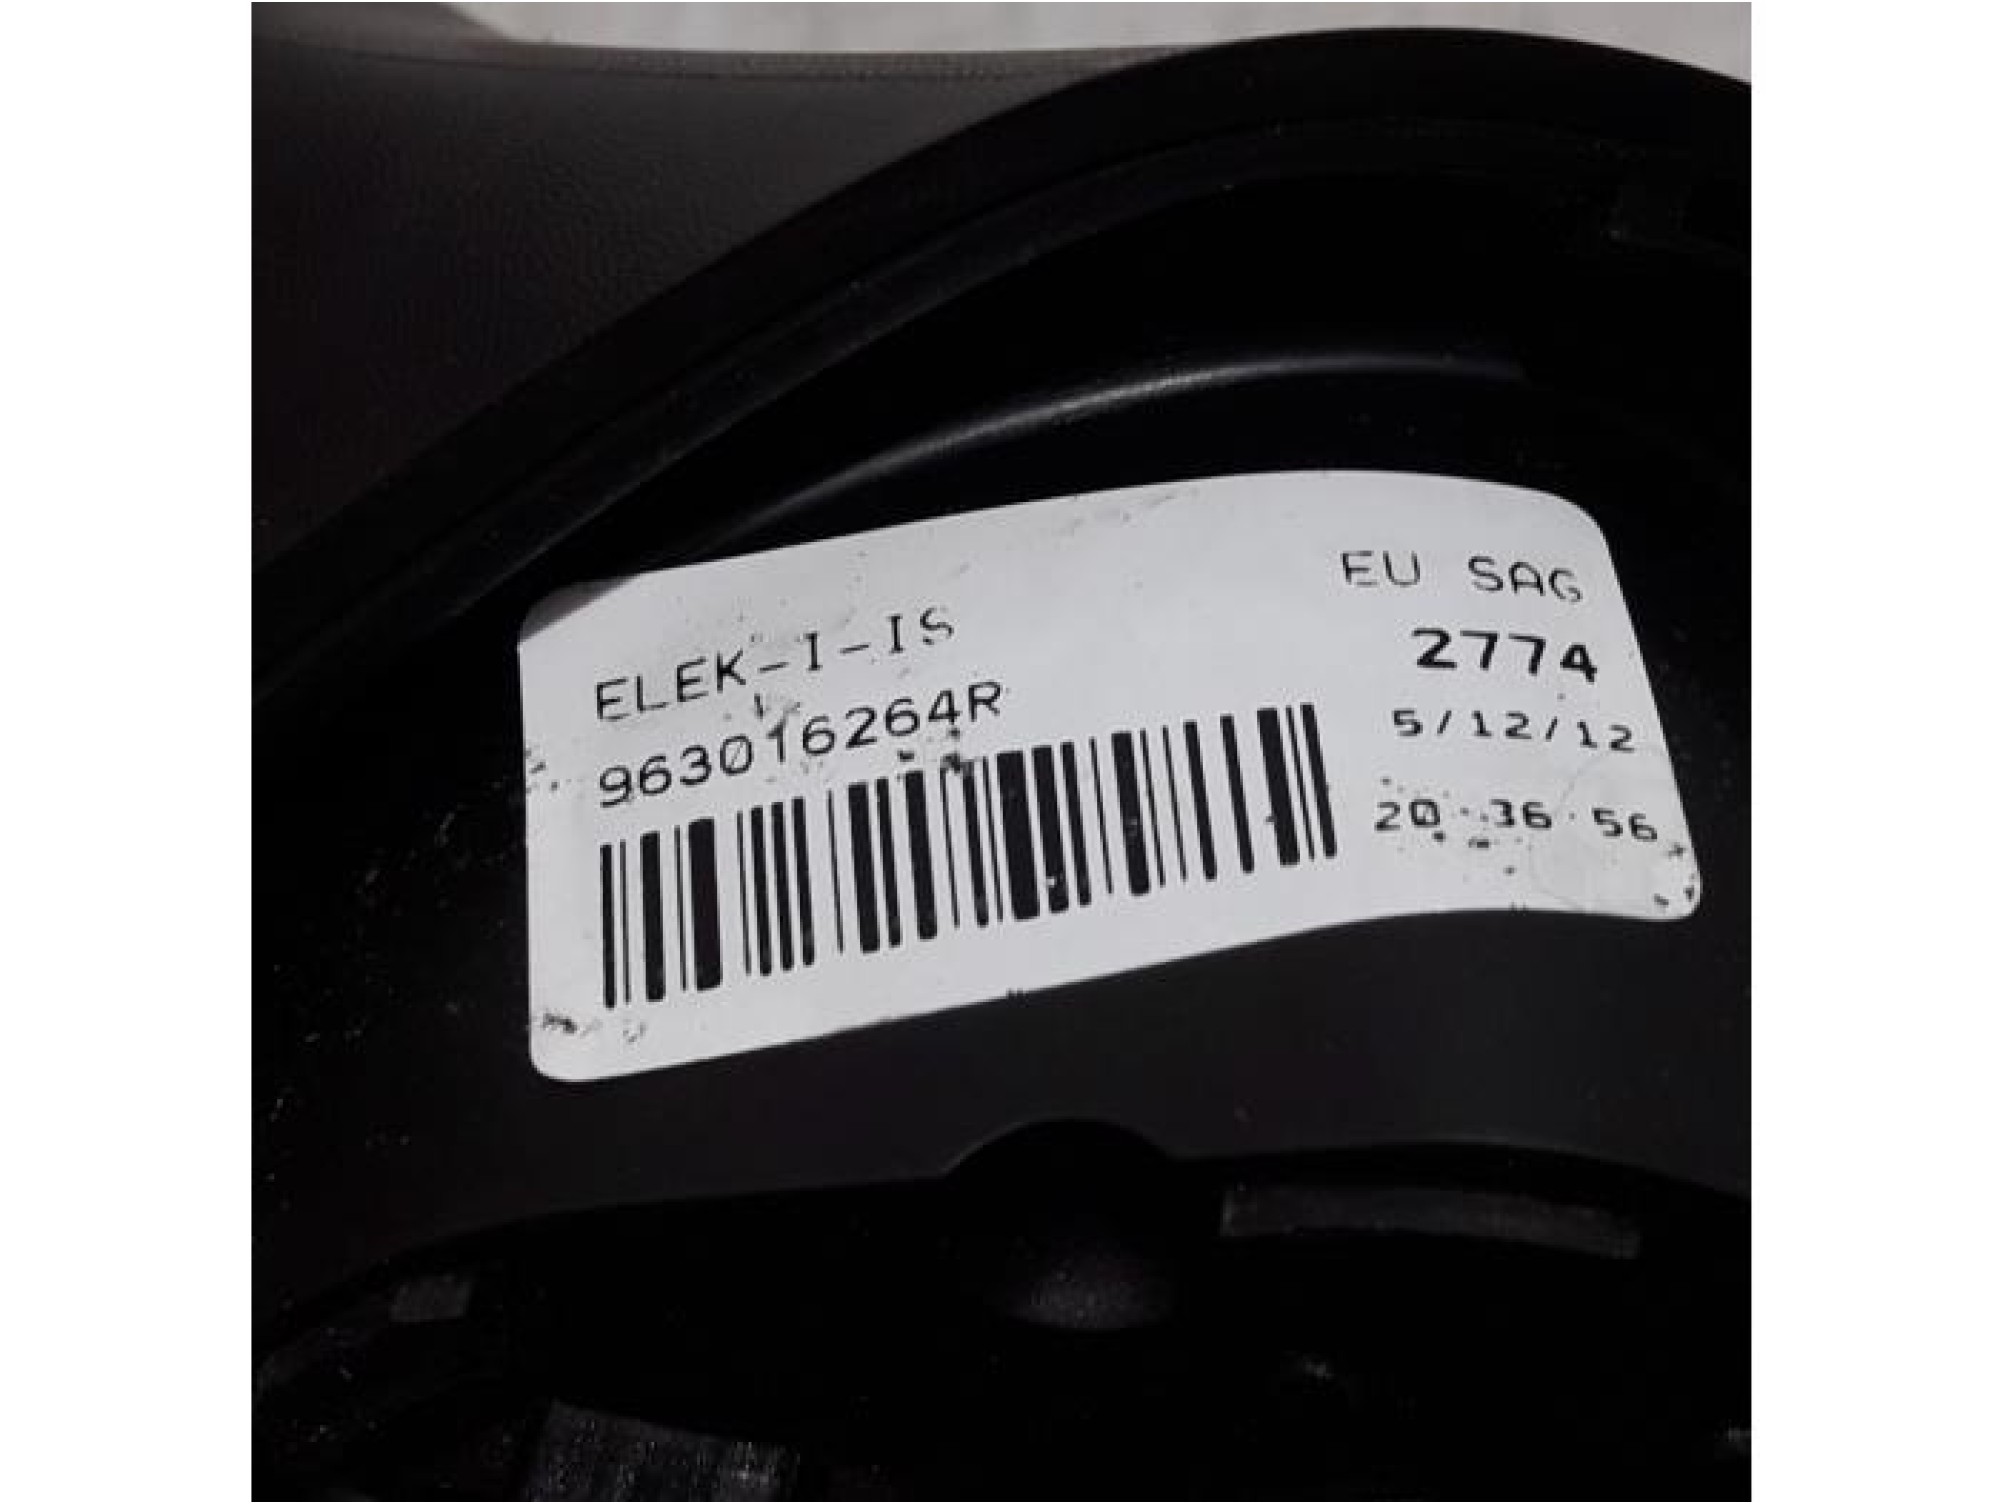 EU SAG
ELEK-I-IS
2774
963016264R
5/12/12
20:36:56